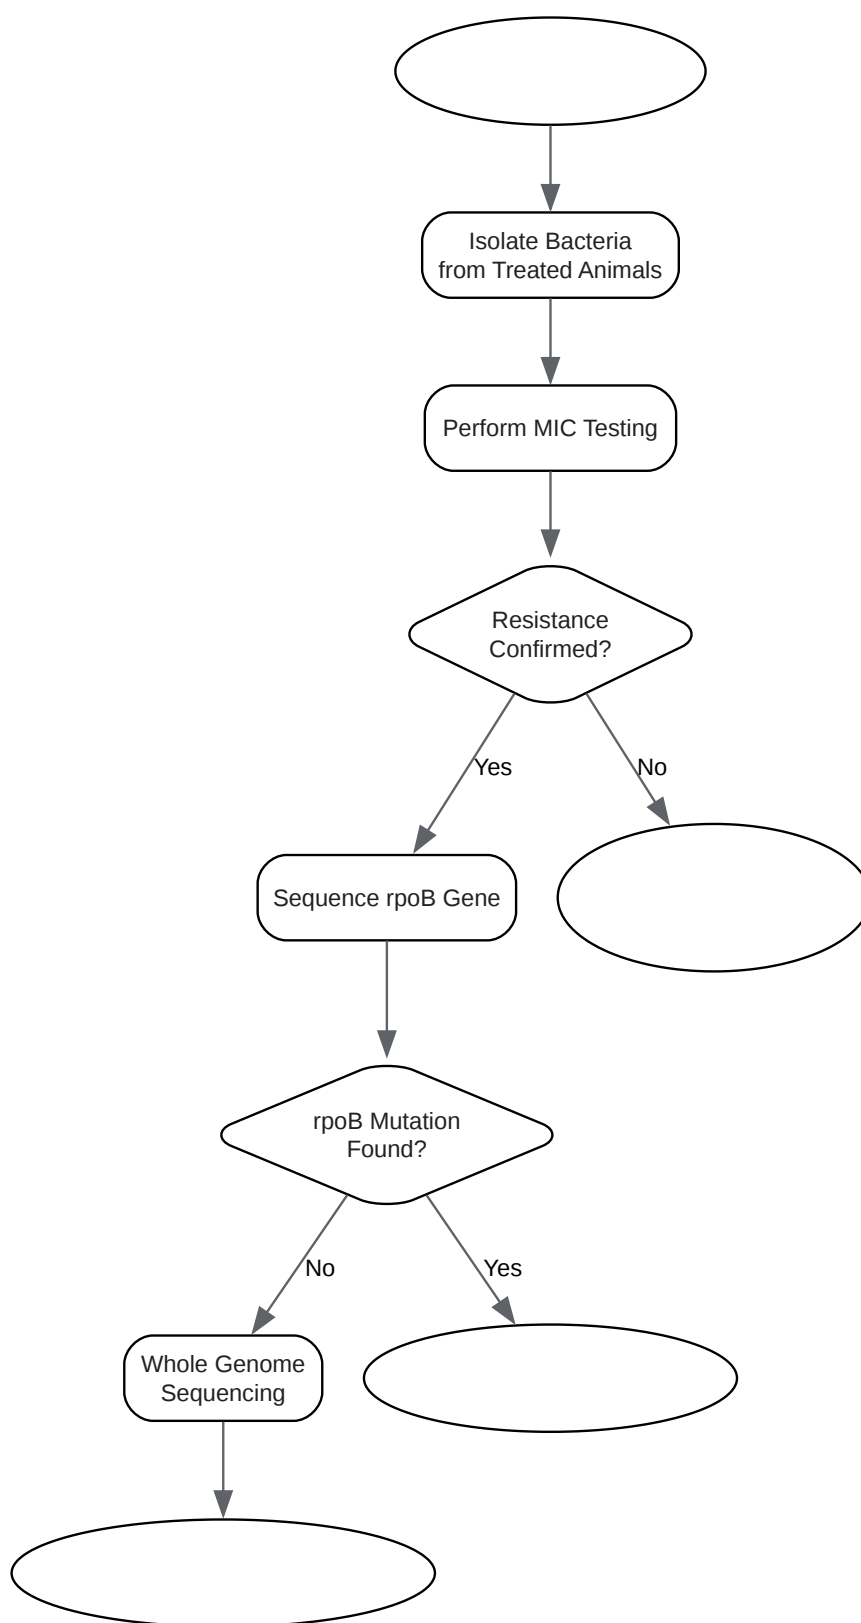 Isolate Bacteria
from Treated Animals
Perform MIC Testing
Resistance
Confirmed?
Yes
No
Sequence rpoB Gene
rpoB Mutation
Found?
No
Yes
Whole Genome
Sequencing